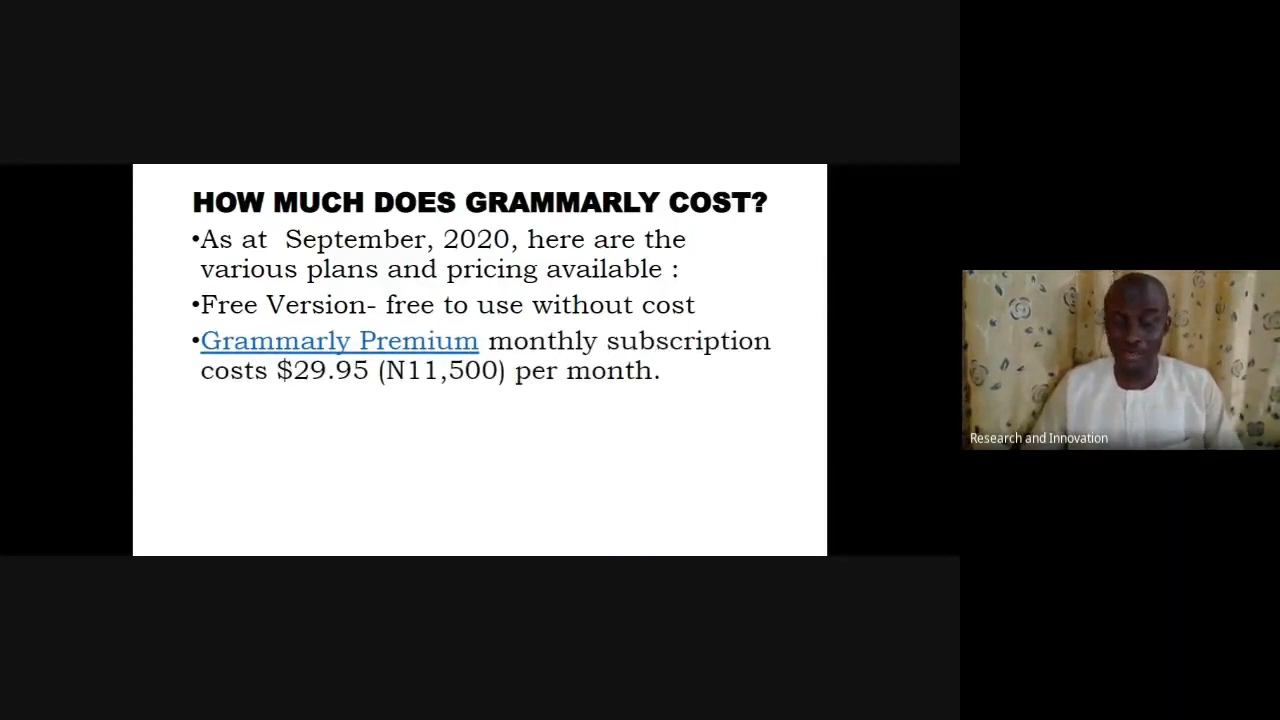 HOW MUCH DOES GRAMMARLY COST?
•As at  September, 2020, here are the
various plans and pricing available :
•Free Version- free to use without cost
•Grammarly Premium monthly subscription
costs $29.95 (N11,500) per month.
Research and Innovation